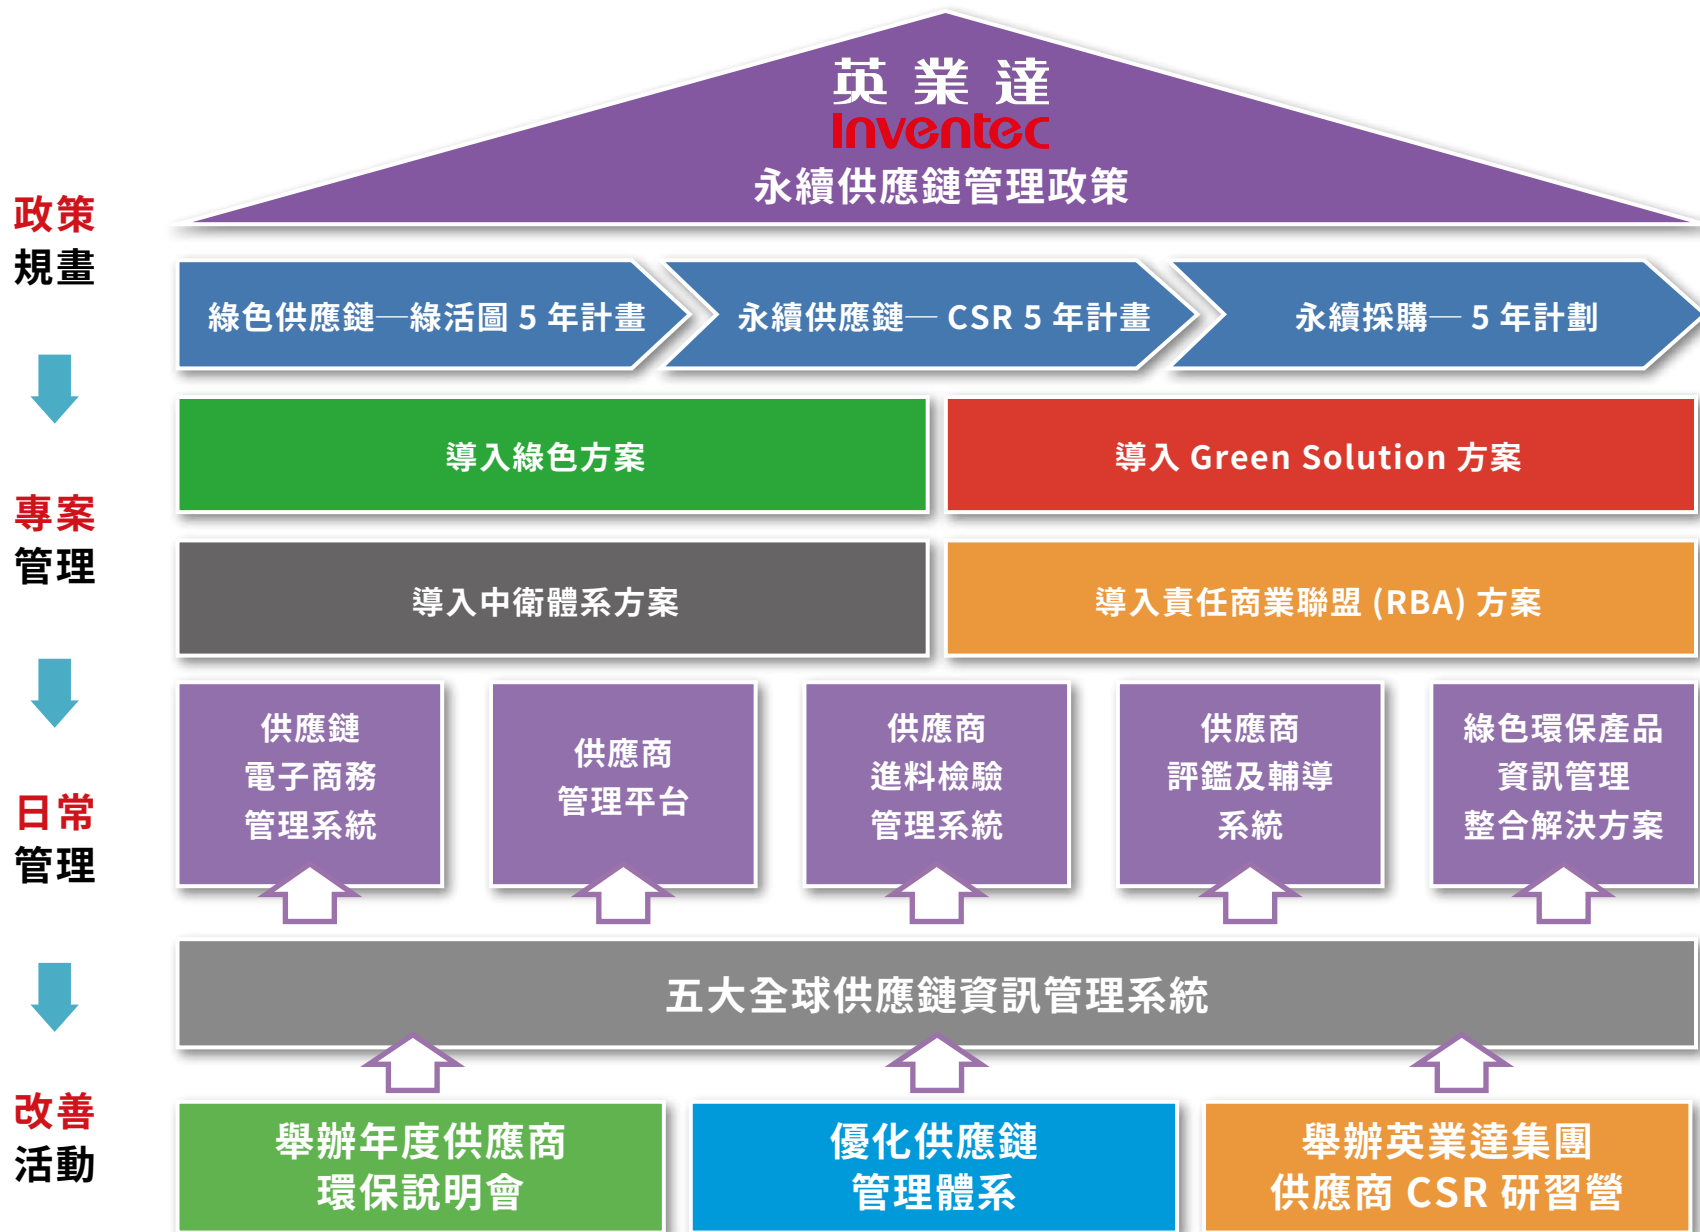 英業達
Inventec
永續供應鏈管理政策
政策
規畫
綠色供應鏈─綠活圖 5 年計畫
永續供應鏈─ CSR 5 年計畫
永續採購─ 5 年計劃
導入綠色方案
導入 Green Solution 方案
專案
管理
導入中衛體系方案
導入責任商業聯盟 (RBA) 方案
供應鏈
電子商務
管理系統
供應商
管理平台
供應商
進料檢驗
管理系統
供應商
評鑑及輔導
系統
綠色環保產品
資訊管理
整合解決方案
日常
管理
五大全球供應鏈資訊管理系統
改善
活動
舉辦年度供應商
環保說明會
優化供應鏈
管理體系
舉辦英業達集團
供應商 CSR 研習營